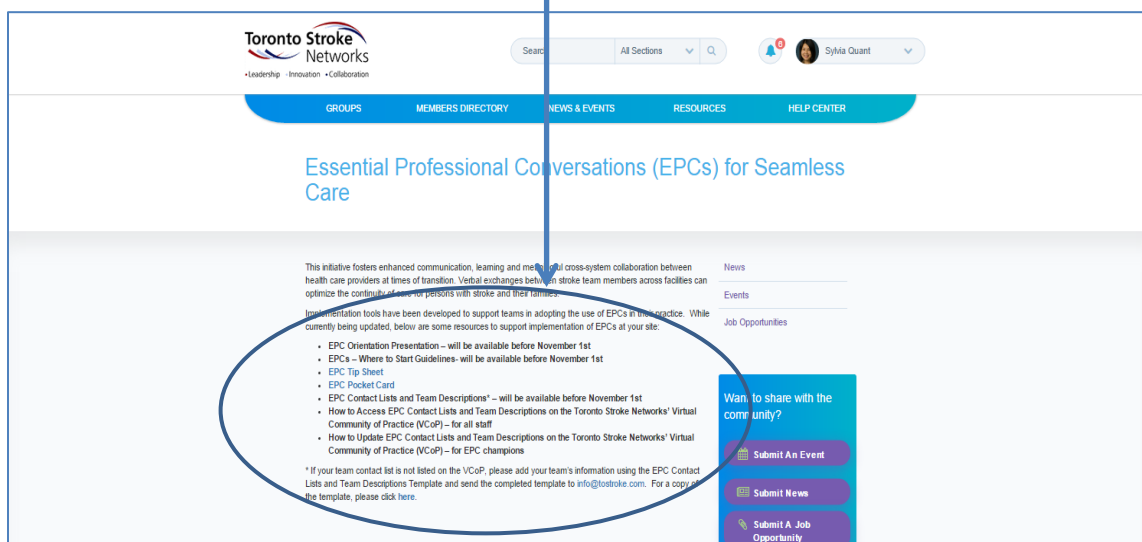 Toronto Stroke
Networks
•Leadership •Innovation •Collaboration
Search All Sections
8
Sylvia Quant
GROUPS MEMBERS DIRECTORY NEWS & EVENTS RESOURCES HELP CENTER
Essential Professional Conversations (EPCs) for Seamless
Care
This initiative fosters enhanced communication, learning and meaningful cross-system collaboration between
health care providers at times of transition. Verbal exchanges between stroke team members across facilities can
optimize the continuity of care for persons with stroke and their families.
Implementation tools have been developed to support teams in adopting the use of EPCs in their practice. While
currently being updated, below are some resources to support implementation of EPCs at your site:
• EPC Orientation Presentation – will be available before November 1st
• EPCs – Where to Start Guidelines- will be available before November 1st
• EPC Tip Sheet
• EPC Pocket Card
• EPC Contact Lists and Team Descriptions* – will be available before November 1st
• How to Access EPC Contact Lists and Team Descriptions on the Toronto Stroke Networks' Virtual
Community of Practice (VCoP) – for all staff
• How to Update EPC Contact Lists and Team Descriptions on the Toronto Stroke Networks' Virtual
Community of Practice (VCoP) – for EPC champions
* If your team contact list is not listed on the VCoP, please add your team's information using the EPC Contact
Lists and Team Descriptions Template and send the completed template to info@tostroke.com. For a copy of
the template, please click here.
News
Events
Job Opportunities
Want to share with the
community?
Submit An Event
Submit News
Submit A Job
Opportunity